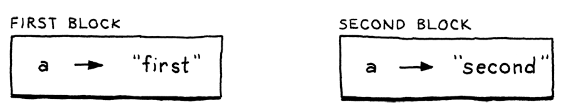 FIRST BLOCK
a → "first"
SECOND BLOCK
a → "second"